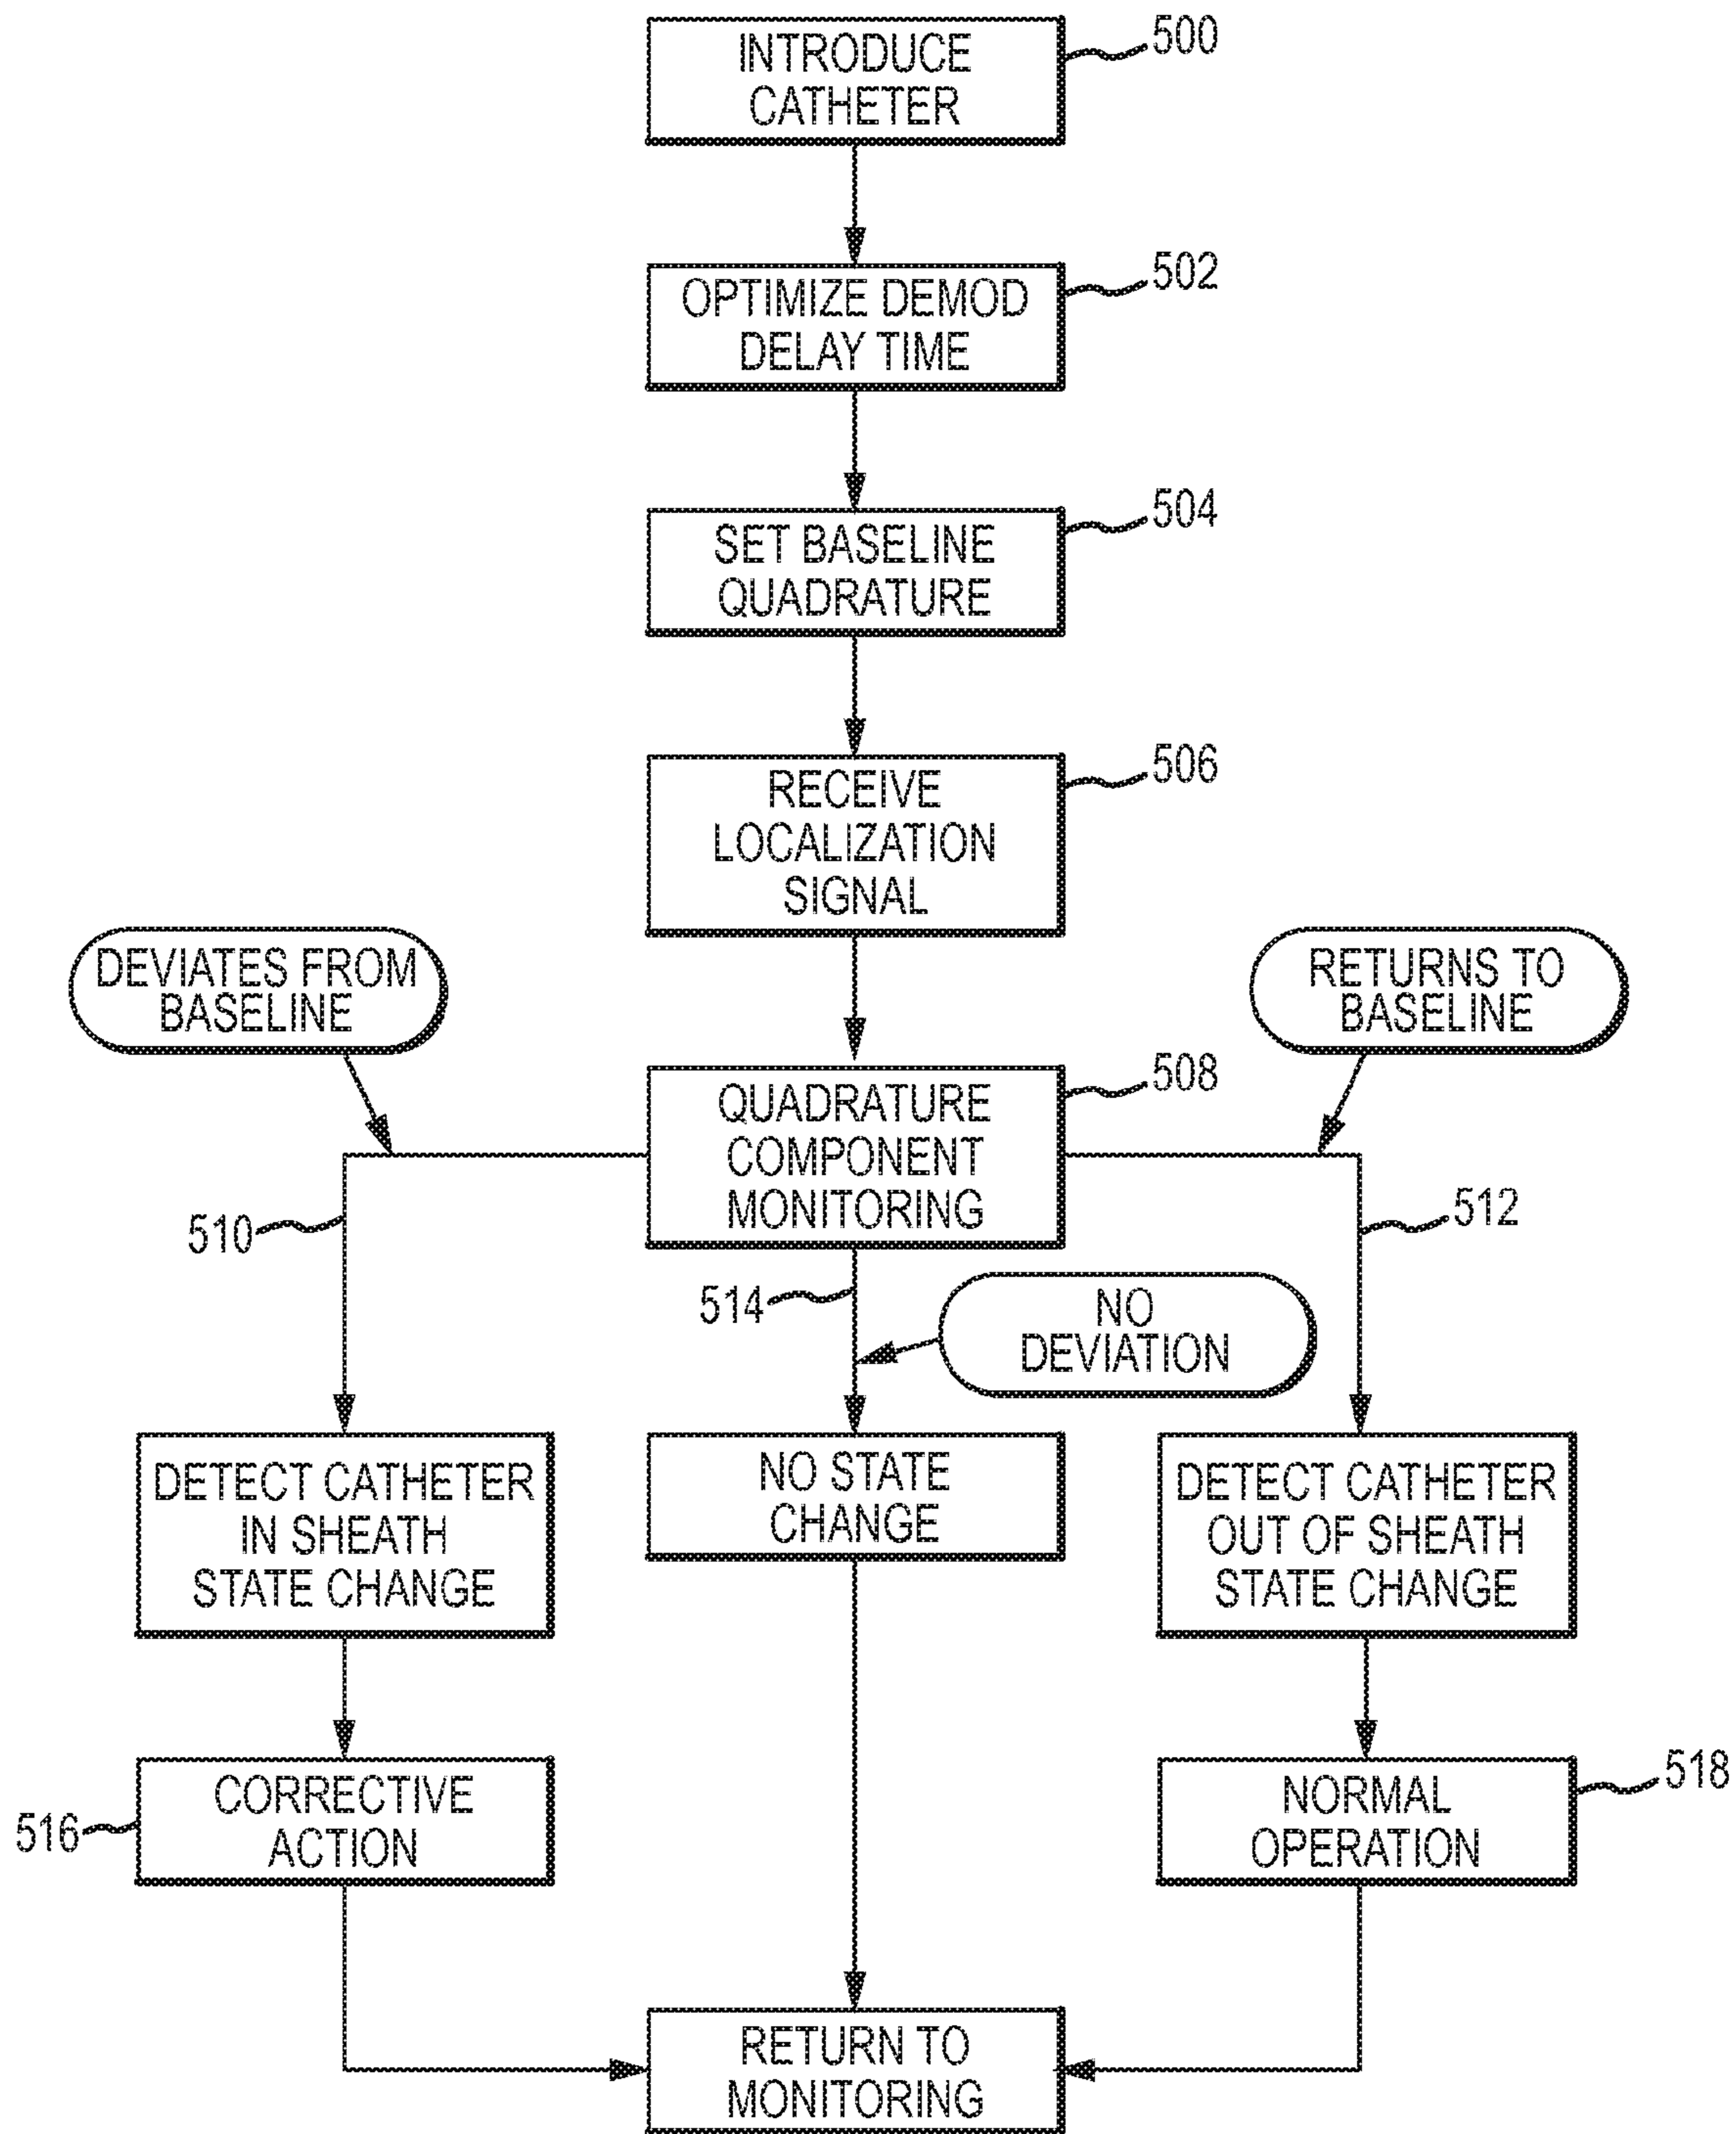 INTRODUCE
CATHETER
500
OPTIMIZE DEMOD
DELAY TIME
502
SET BASELINE
QUADRATURE
504
RECEIVE
LOCALIZATION
SIGNAL
506
DEVIATES FROM
BASELINE
RETURNS TO
BASELINE
QUADRATURE
COMPONENT
MONITORING
508
510
512
514
NO
DEVIATION
DETECT CATHETER
IN SHEATH
STATE CHANGE
NO STATE
CHANGE
DETECT CATHETER
OUT OF SHEATH
STATE CHANGE
CORRECTIVE
ACTION
516
NORMAL
OPERATION
518
RETURN TO
MONITORING